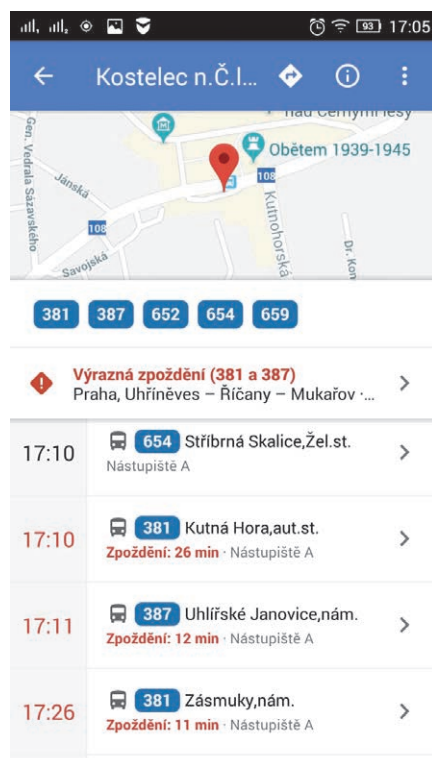 93 17:05
Kostelec n.Č.l...
nad Černými lesy
Gen. Vedrala Sázavského
Obětem 1939-1945
Jánská
108
Kutnohorská
108
Savojská
Dr. Kon
381 387 652 654 659
Výrazná zpoždění (381 a 387)
Praha, Uhříněves – Říčany – Mukařov ·...
17:10 654 Stříbrná Skalice,Žel.st.
Nástupiště A
17:10 381 Kutná Hora,aut.st.
Zpoždění: 26 min · Nástupiště A
17:11 387 Uhlířské Janovice,nám.
Zpoždění: 12 min · Nástupiště A
17:26 381 Zásmuky,nám.
Zpoždění: 11 min · Nástupiště A